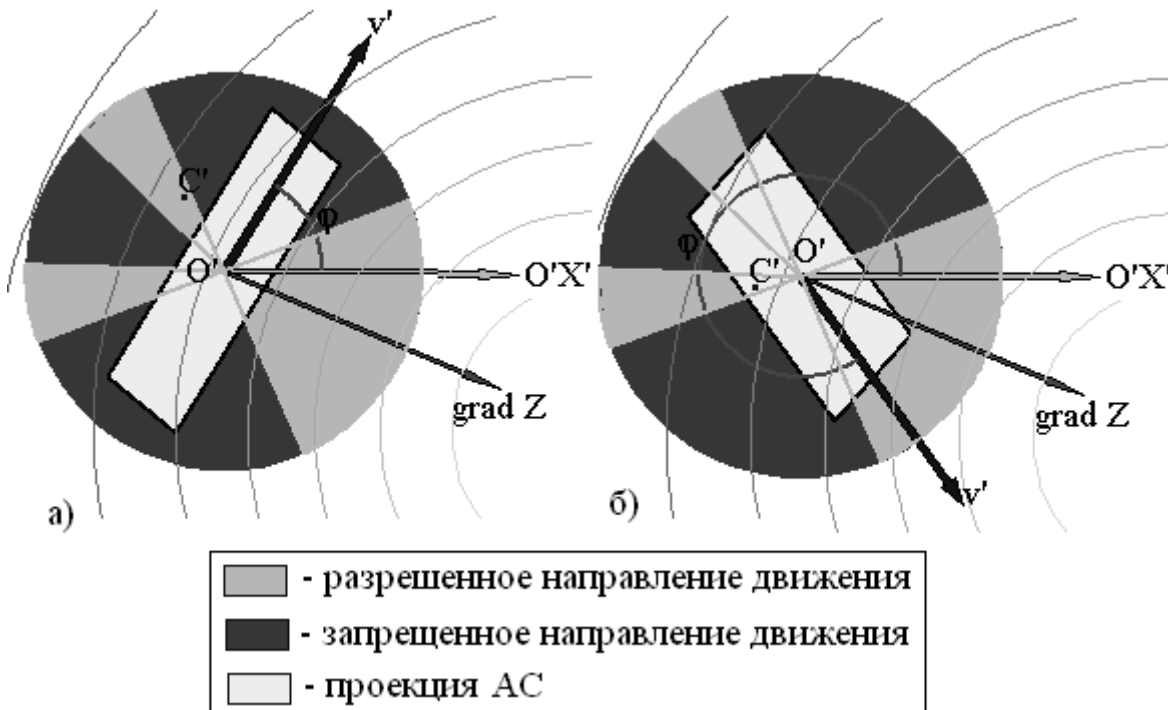 v'
C'
φ
O'
O'X'
grad Z
а)
φ
O'
C'
O'X'
grad Z
v'
б)
- разрешенное направление движения
- запрещенное направление движения
- проекция АС